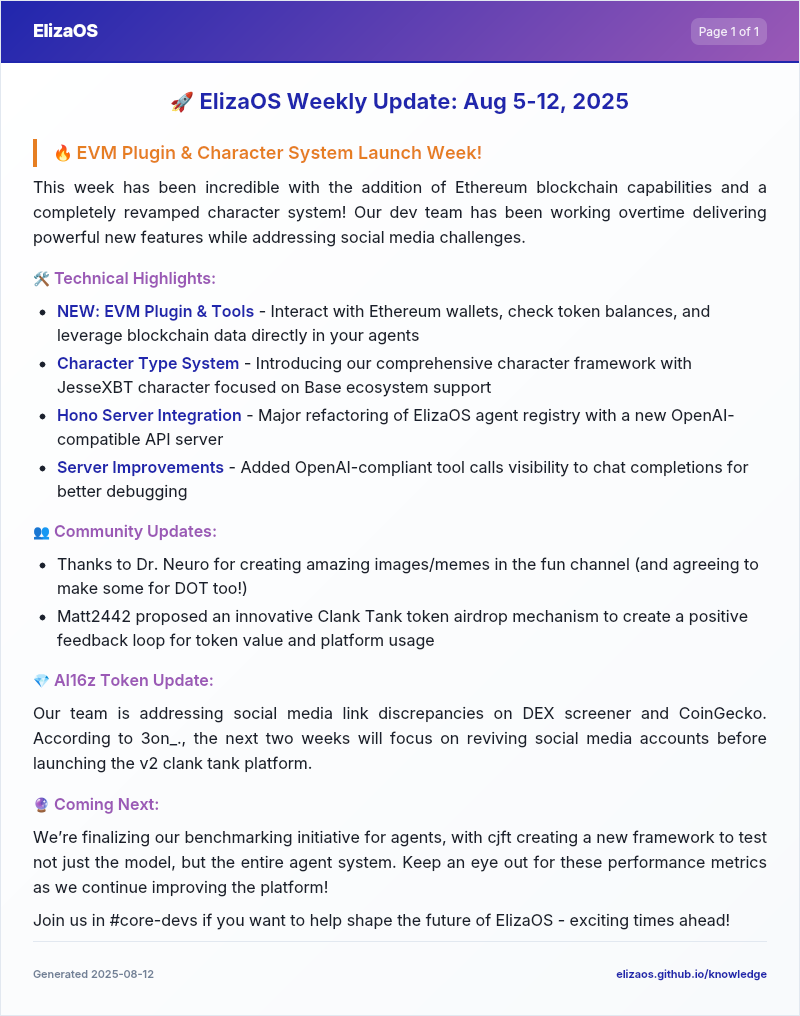 ElizaOS
Page 1 of 1
🚀 ElizaOS Weekly Update: Aug 5-12, 2025
🔥 EVM Plugin & Character System Launch Week!
This week has been incredible with the addition of Ethereum blockchain capabilities and a
completely revamped character system! Our dev team has been working overtime delivering
powerful new features while addressing social media challenges.
🛠️ Technical Highlights:
• NEW: EVM Plugin & Tools - Interact with Ethereum wallets, check token balances, and
leverage blockchain data directly in your agents
• Character Type System - Introducing our comprehensive character framework with
JesseXBT character focused on Base ecosystem support
• Hono Server Integration - Major refactoring of ElizaOS agent registry with a new OpenAI-
compatible API server
• Server Improvements - Added OpenAI-compliant tool calls visibility to chat completions for
better debugging
👥 Community Updates:
• Thanks to Dr. Neuro for creating amazing images/memes in the fun channel (and agreeing to
make some for DOT too!)
• Matt2442 proposed an innovative Clank Tank token airdrop mechanism to create a positive
feedback loop for token value and platform usage
💎 AI16z Token Update:
Our team is addressing social media link discrepancies on DEX screener and CoinGecko.
According to 3on_., the next two weeks will focus on reviving social media accounts before
launching the v2 clank tank platform.
🔮 Coming Next:
We're finalizing our benchmarking initiative for agents, with cjft creating a new framework to test
not just the model, but the entire agent system. Keep an eye out for these performance metrics
as we continue improving the platform!
Join us in #core-devs if you want to help shape the future of ElizaOS - exciting times ahead!
Generated 2025-08-12
elizaos.github.io/knowledge